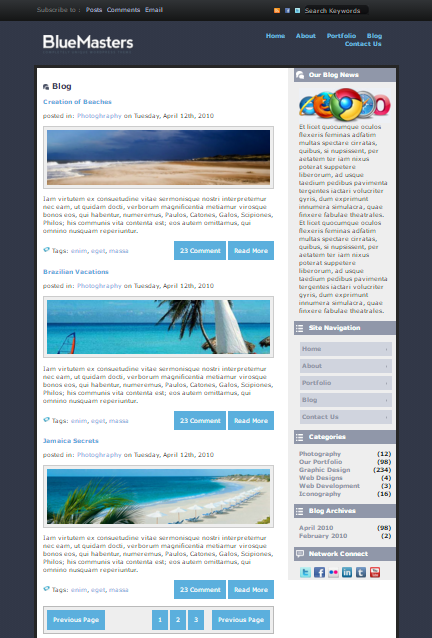 Subscribe to : Posts Comments Email
Search Keywords
BlueMasters
Home About Portfolio Blog
Contact Us
Blog
Creation of Beaches
posted in: Photoghraphy on Tuesday, April 12th, 2010
Iam virtutem ex consuetudine vitae sermonisque nostri interpretemur
nec eam, ut quidam docti, verborum magnificentia metiamur virosque
bonos eos, qui habentur, numeremus, Paulos, Catones, Galos, Scipiones,
Philos; his communis vita contenta est; eos autem omittamus, qui
omnino nusquam reperiuntur.
Tags: enim, eget, massa
23 Comment
Read More
Brazilian Vacations
posted in: Photoghraphy on Tuesday, April 12th, 2010
Iam virtutem ex consuetudine vitae sermonisque nostri interpretemur
nec eam, ut quidam docti, verborum magnificentia metiamur virosque
bonos eos, qui habentur, numeremus, Paulos, Catones, Galos, Scipiones,
Philos; his communis vita contenta est; eos autem omittamus, qui
omnino nusquam reperiuntur.
Tags: enim, eget, massa
23 Comment
Read More
Jamaica Secrets
posted in: Photoghraphy on Tuesday, April 12th, 2010
Iam virtutem ex consuetudine vitae sermonisque nostri interpretemur
nec eam, ut quidam docti, verborum magnificentia metiamur virosque
bonos eos, qui habentur, numeremus, Paulos, Catones, Galos, Scipiones,
Philos; his communis vita contenta est; eos autem omittamus, qui
omnino nusquam reperiuntur.
Tags: enim, eget, massa
23 Comment
Read More
Previous Page 1 2 3 Previous Page
Our Blog News
Et licet quocumque oculos
flexeris feminas adfatim
multas spectare cirratas,
quibus, si nupsissent, per
aetatem ter iam nixus
poterat suppetere
liberorum, ad usque
taedium pedibus pavimenta
tergentes iactari volucriter
gyris, dum exprimunt
innumera simulacra, quae
finxere fabulae theatrales.
Et licet quocumque oculos
flexeris feminas adfatim
multas spectare cirratas,
quibus, si nupsissent, per
aetatem ter iam nixus
poterat suppetere
liberorum, ad usque
taedium pedibus pavimenta
tergentes iactari volucriter
gyris, dum exprimunt
innumera simulacra, quae
finxere fabulae theatrales.
Site Navigation
Home
About
Portfolio
Blog
Contact Us
Categories
Photography (12)
Our Portfolio (98)
Graphic Design (234)
Web Designs (4)
Web Development (3)
Iconography (16)
Blog Archives
April 2010 (98)
February 2010 (2)
Network Connect